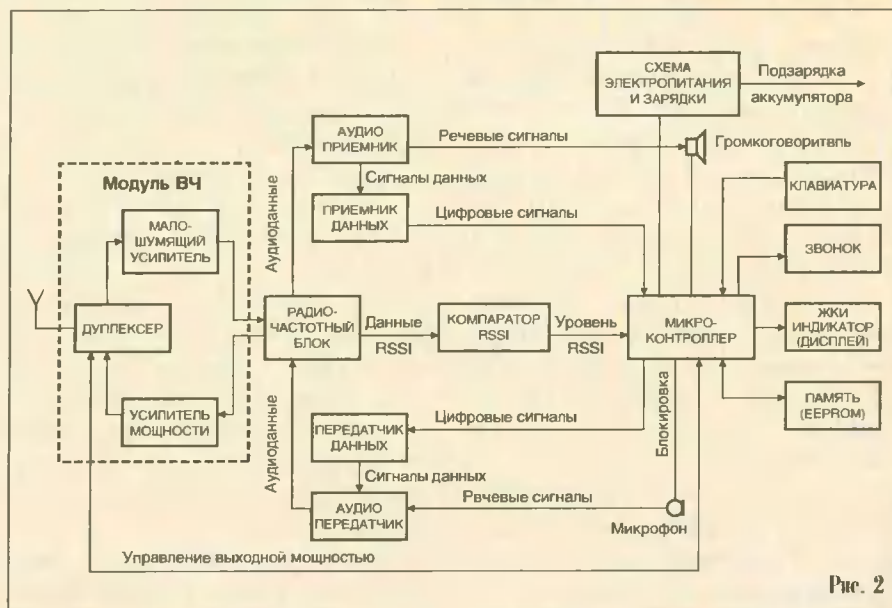 СХЕМА
ЭЛЕКТРОПИТАНИЯ
И ЗАРЯДКИ
Подзарядка
аккумулятора
АУДИО
ПРИЕМНИК
Речевые сигналы
Громкоговоритвль
Модуль ВЧ
Сигналы данных
КЛАВИАТУРА
МАЛО-
ШУМЯЩИЙ
УСИПИТЕЛЬ
Аудиоданные
ПРИЕМНИК
ДАННЫХ
Цифровые сигналы
ЗВОНОК
ДУПЛЕКСЕР
РАДИО-
ЧАСТОТНЫЙ
БЛОК
Данные
RSSI
КОМПАРАТОР
RSSI
Уровень
RSSI
МИКРО-
КОНТРОЛЛЕР
ЖКИ
ИНДИКАТОР
(ДИСПЛЕЙ)
УСИПИТЕЛЬ
МОЩНОСТИ
Аудиоданные
ПЕРЕДАТЧИК
ДАННЫХ
Цифровые сигналы
Блокировка
ПАМЯТЬ
(EEPROM)
Сигналы данных
АУДИО
ПЕРЕДАТЧИК
Рвчевые сигналы
Микрофон
Управление выходной мощностью
Рис. 2